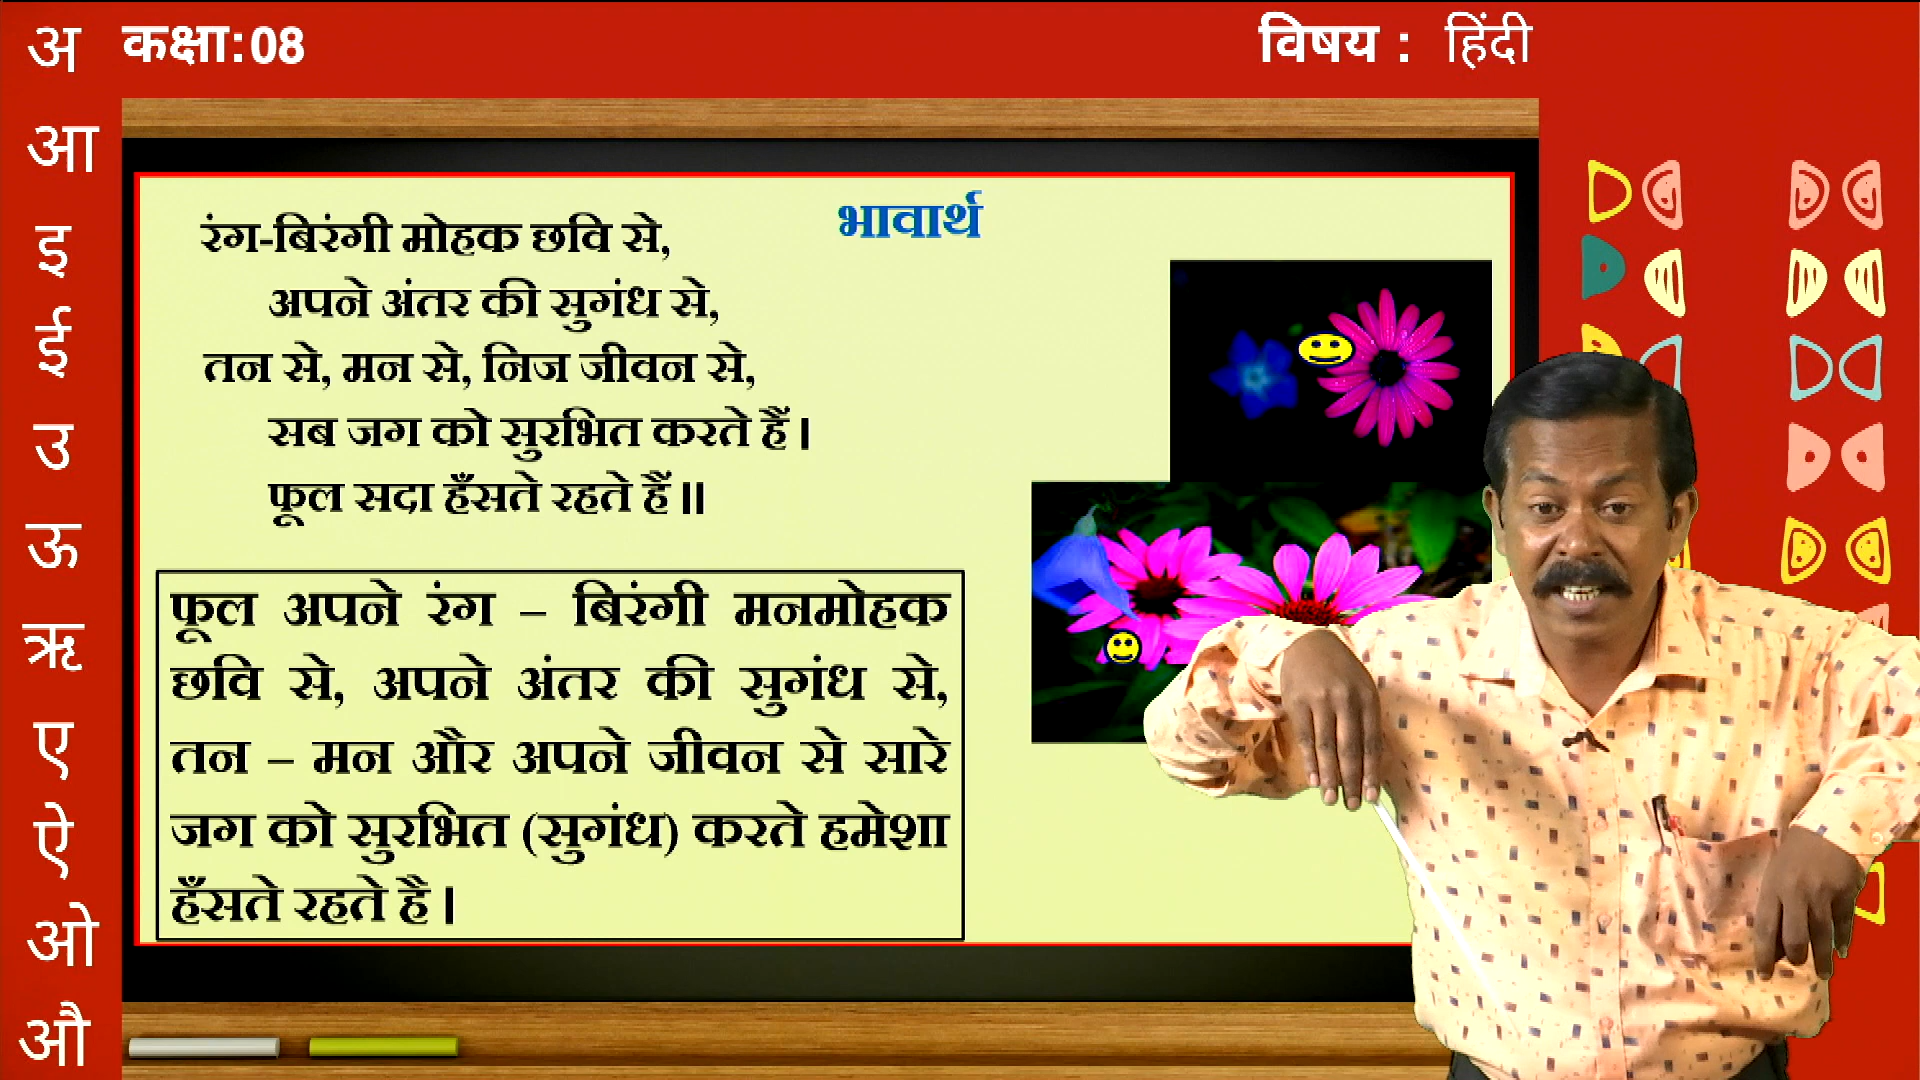 कक्षा:08
विषय : हिंदी
अ
आ
इ
ई
उ
ऊ
ऋ
ए
ऐ
ओ
औ
भावार्थ
रंग-बिरंगी मोहक छवि से,
अपने अंतर की सुगंध से,
तन से, मन से, निज जीवन से,
सब जग को सुरभित करते हैं।
फूल सदा हँसते रहते हैं॥
फूल अपने रंग – बिरंगी मनमोहक
छवि से, अपने अंतर की सुगंध से,
तन – मन और अपने जीवन से सारे
जग को सुरभित (सुगंध) करते हमेशा
हँसते रहते है।